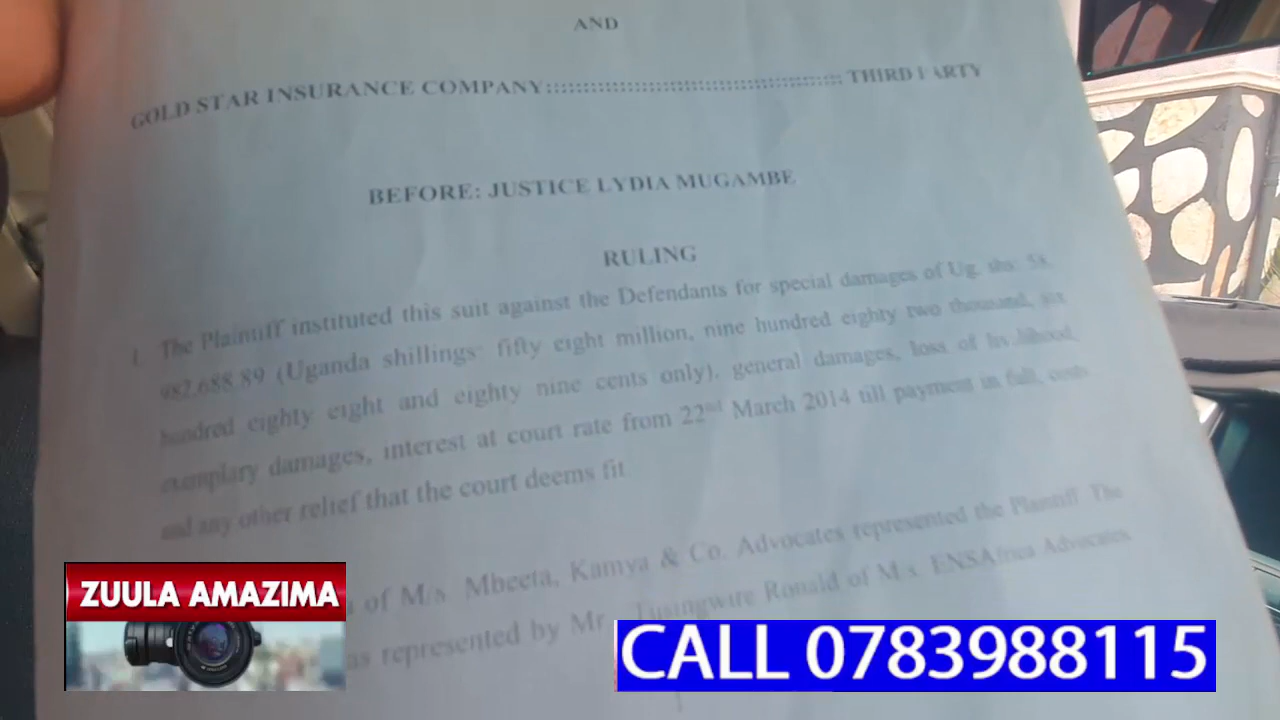 AND
GOLD STAR INSURANCE COMPANY::::::::::::::::::::::::::::::::::::::::::::: THIRD PARTY
BEFORE: JUSTICE LYDIA MUGAMBE
RULING
1. The Plaintiff instituted this suit against the Defendants for special damages of Ug. shs. 58,
982,688.89 (Uganda shillings: fifty eight million, nine hundred eighty two thousand, six
hundred eighty eight and eighty nine cents only), general damages, loss of livelihood,
exemplary damages, interest at court rate from 22nd March 2014 till payment in full, costs
and any other relief that the court deems fit
of M/s. Mbeeta, Kamya & Co. Advocates represented the Plaintiff. The
as represented by Mr. Tusingwire Ronald of M/s. ENSAfrica Advocates
ZUULA AMAZIMA
CALL 0783988115